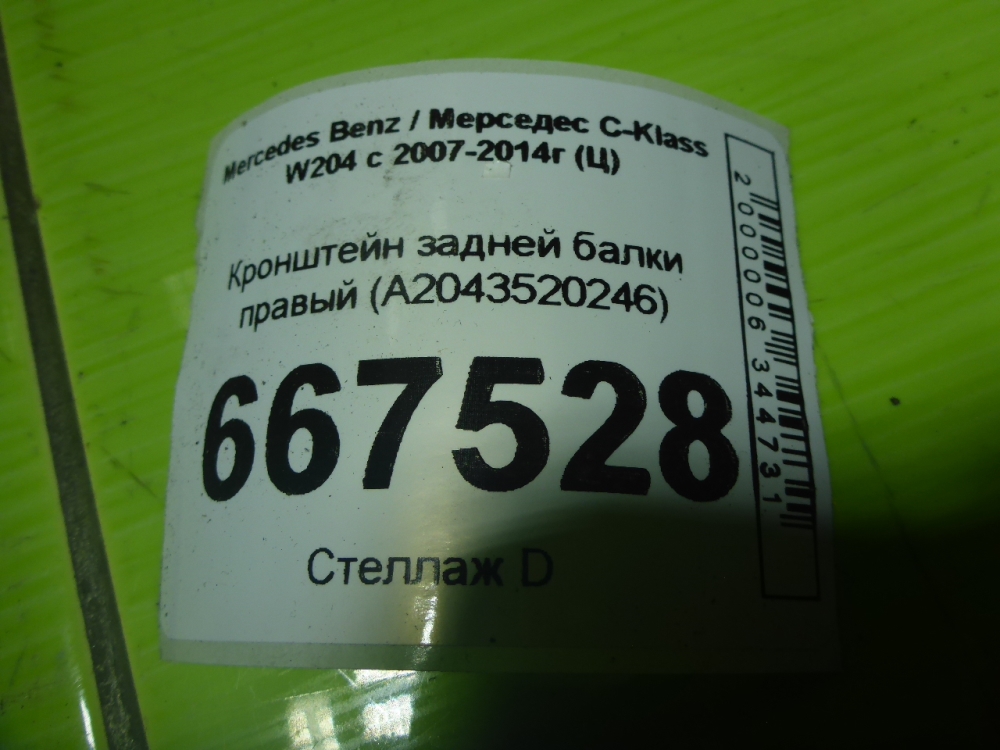 Mercedes Benz / Мерседес C-Klass
W204 с 2007-2014г (Ц)
Кронштейн задней балки
правый (A2043520246)
667528
Стеллаж D
2000006344731